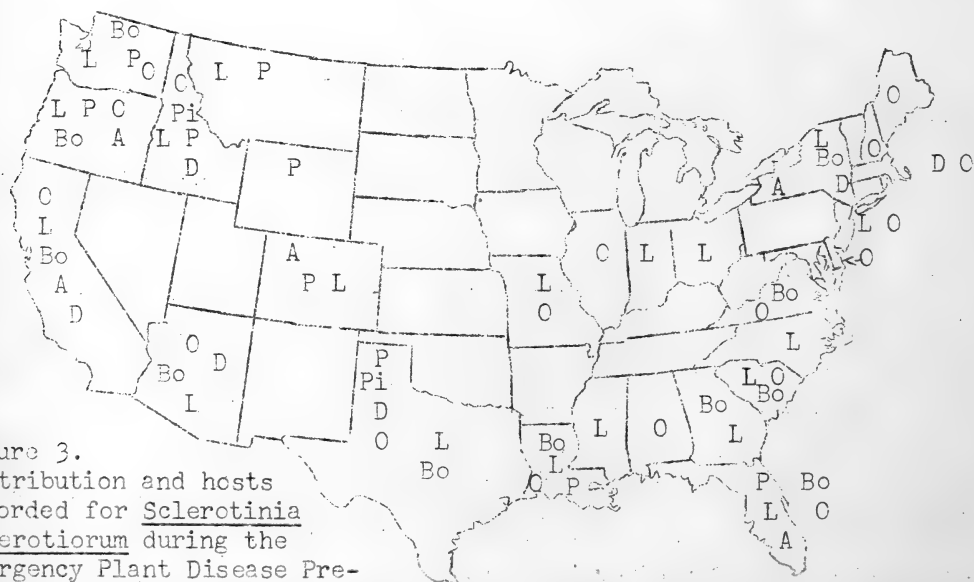 Bo
L P O
L P O
Bo A
O
Pi
L P
D
L P
P
O
L
Bo
A D
O
O
D O
L O
O
C
L
Bo
A
D
A
P L
O D
Bo
L
L
O
O
L
L
Bo
O
L
P
Pi
D
O
L
Bo
Bo
L
O P
L
O
Bo
L
L O
Bo
P
L
A
Bo
O
ure 3.
tribution and hosts
orded for Sclerotinia
erotiorum during the
rgency Plant Disease Pre-